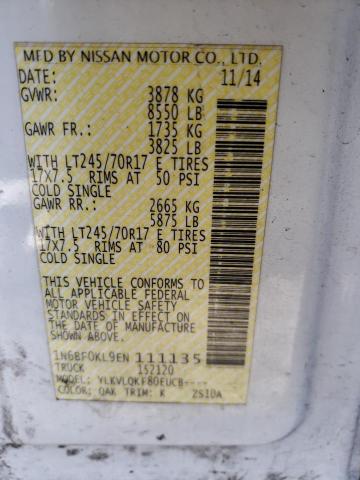 MFD BY NISSAN MOTOR CO., LTD.
DATE: 11/14
GVWR: 3878 KG
8550 LB
GAWR FR.: 1735 KG
3825 LB
WITH LT245/70R17 E TIRES
17X7.5 RIMS AT 50 PSI
COLD SINGLE
GAWR RR.: 2665 KG
5875 LB
WITH LT245/70R17 E TIRES
17X7.5 RIMS AT 80 PSI
COLD SINGLE
THIS VEHICLE CONFORMS TO
ALL APPLICABLE FEDERAL
MOTOR VEHICLE SAFETY
STANDARDS IN EFFECT ON
THE DATE OF MANUFACTURE
SHOWN ABOVE.
1N6BF0KL9EN 111135
TRUCK 152120
MODEL: YLKVLQKF80EUCB----
COLOR: QAK TRIM: K ZS10A